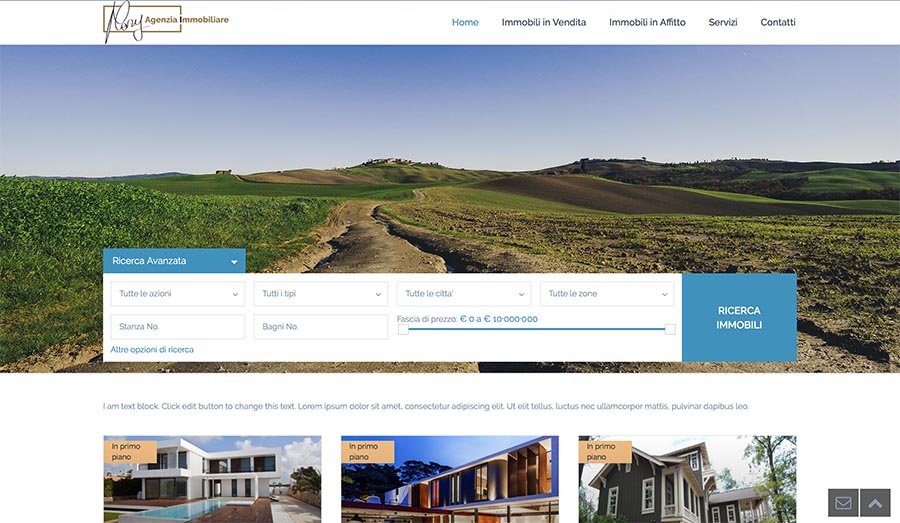 Rory Agenzia Immobiliare
Home Immobili in Vendita Immobili in Affitto Servizi Contatti
Ricerca Avanzata
Tutte le azioni Tutti i tipi Tutte le citta' Tutte le zone
RICERCA
IMMOBILI
Stanza No. Bagni No. Fascia di prezzo: € 0 a € 10·000·000
Altre opzioni di ricerca
I am text block. Click edit button to change this text. Lorem ipsum dolor sit amet, consectetur adipiscing elit. Ut elit tellus, luctus nec ullamcorper mattis, pulvinar dapibus leo.
In primo
piano
In primo
piano
In primo
piano